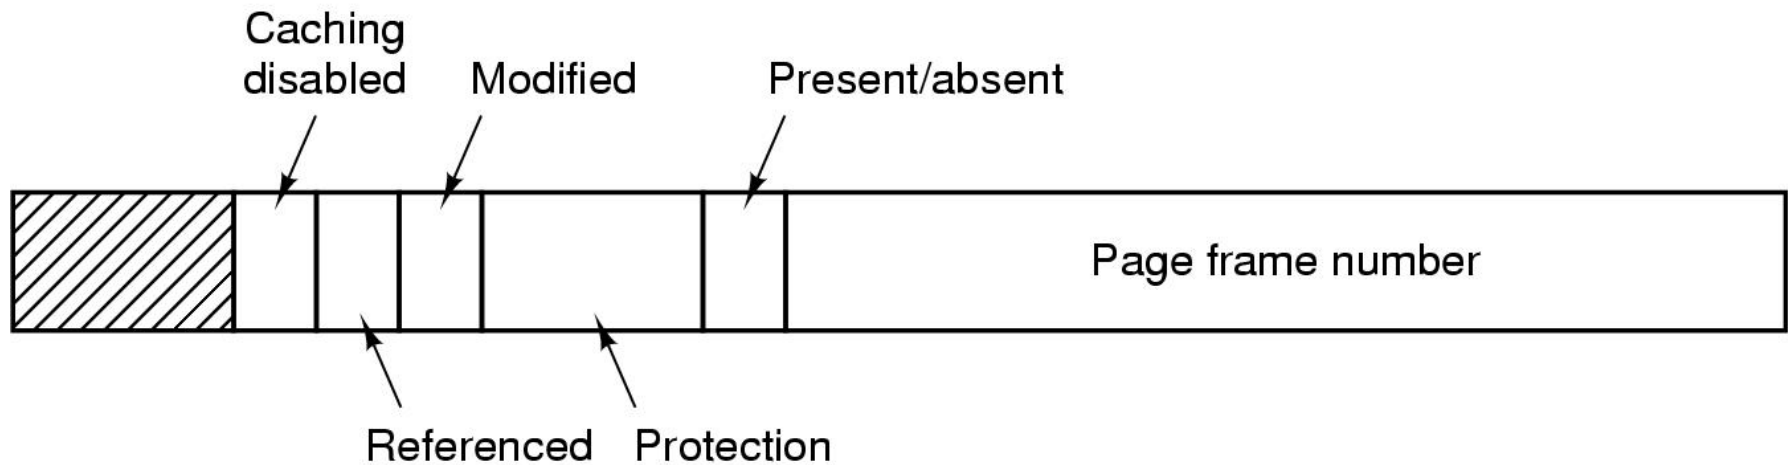 Caching
disabled
Modified
Present/absent
Page frame number
Referenced
Protection